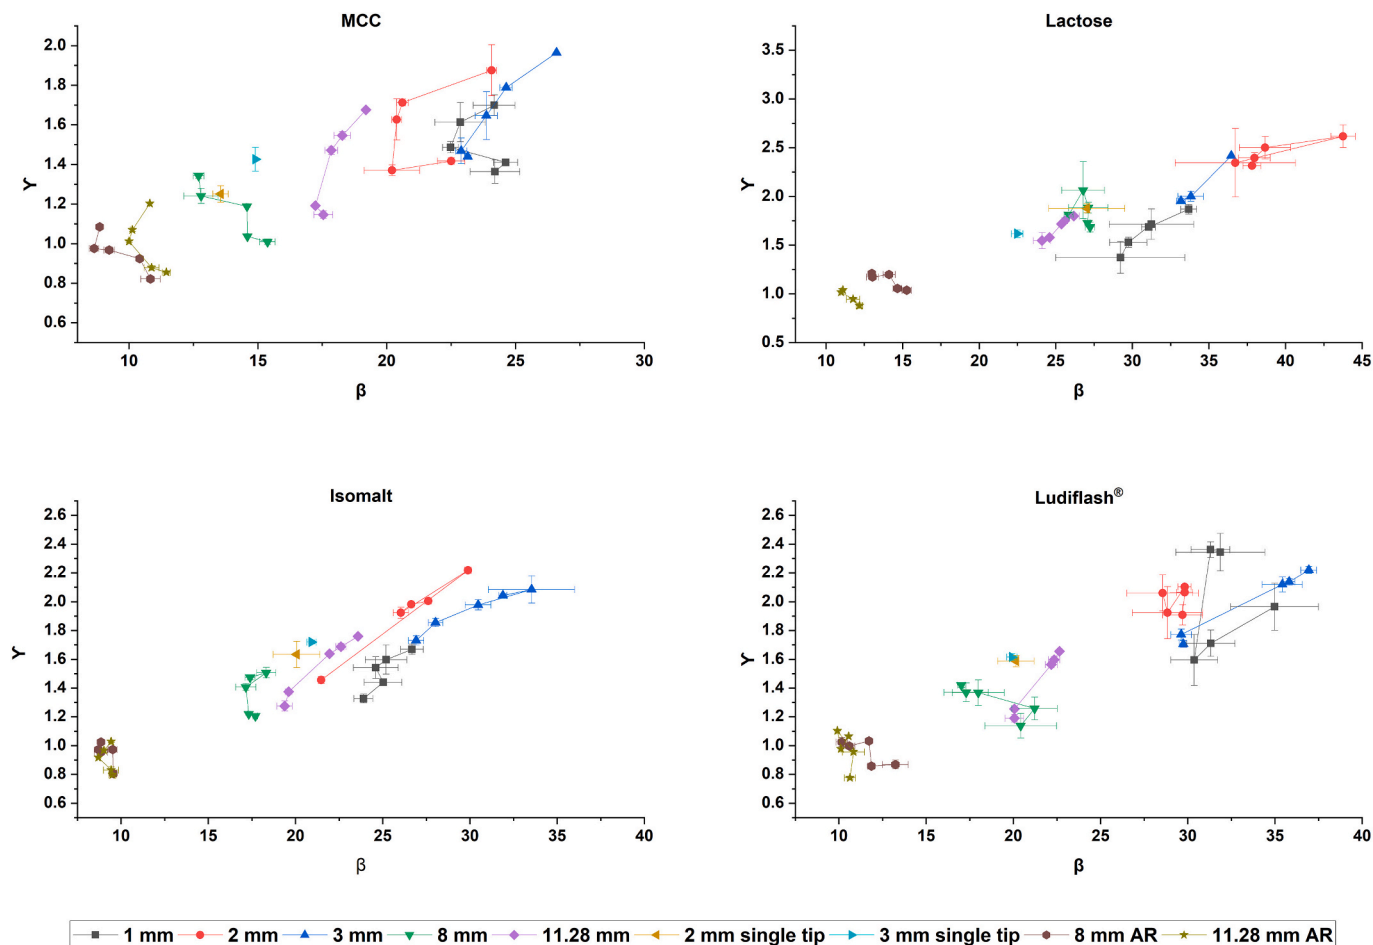 MCC
2.0
1.8
1.6
1.4
1.2
1.0
0.8
0.6
ϒ
10 15 20 25 30
β
Lactose
3.5
3.0
2.5
2.0
1.5
1.0
0.5
ϒ
10 15 20 25 30 35 40 45
β
Isomalt
2.6
2.4
2.2
2.0
1.8
1.6
1.4
1.2
1.0
0.8
0.6
ϒ
10 15 20 25 30 35 40
β
Ludiflash®
2.6
2.4
2.2
2.0
1.8
1.6
1.4
1.2
1.0
0.8
0.6
ϒ
10 15 20 25 30 35 40
β
1 mm 2 mm 3 mm 8 mm 11.28 mm 2 mm single tip 3 mm single tip 8 mm AR 11.28 mm AR